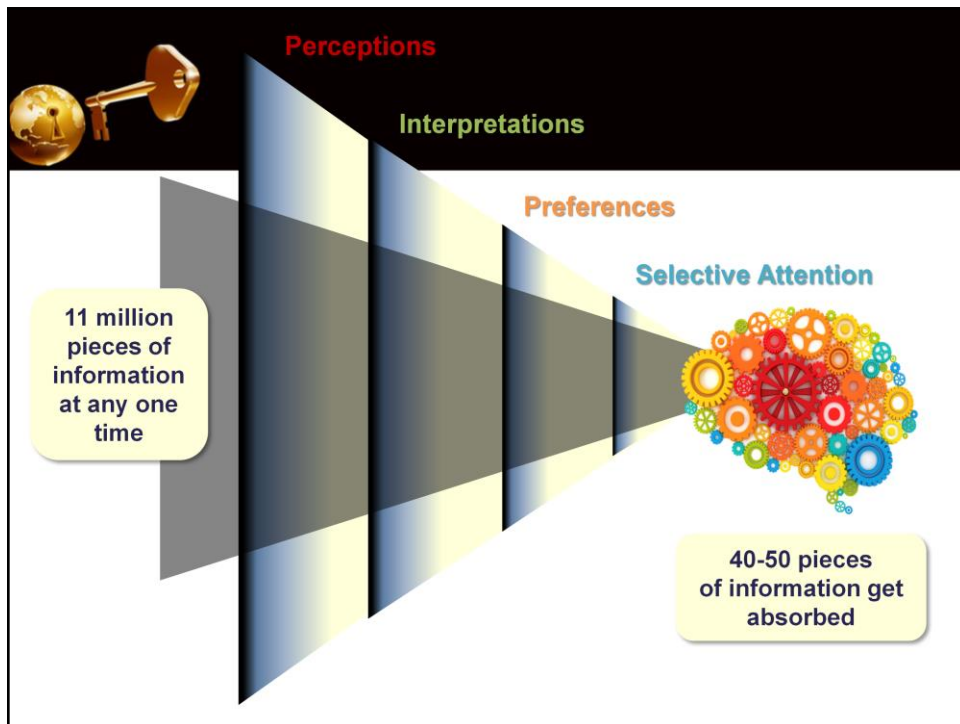 Perceptions
Interpretations
Preferences
Selective Attention
11 million
pieces of
information
at any one
time
40-50 pieces
of information get
absorbed